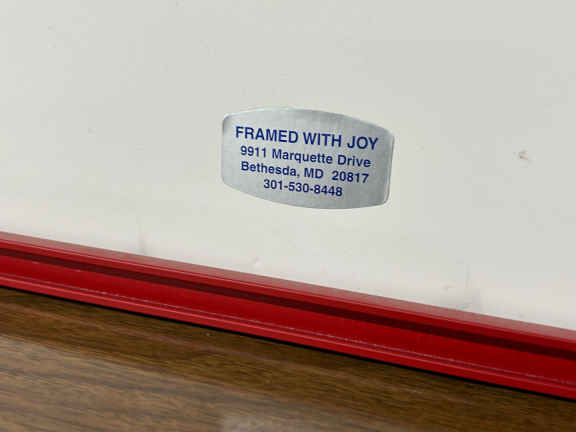 FRAMED WITH JOY
9911 Marquette Drive
Bethesda, MD 20817
301-530-8448